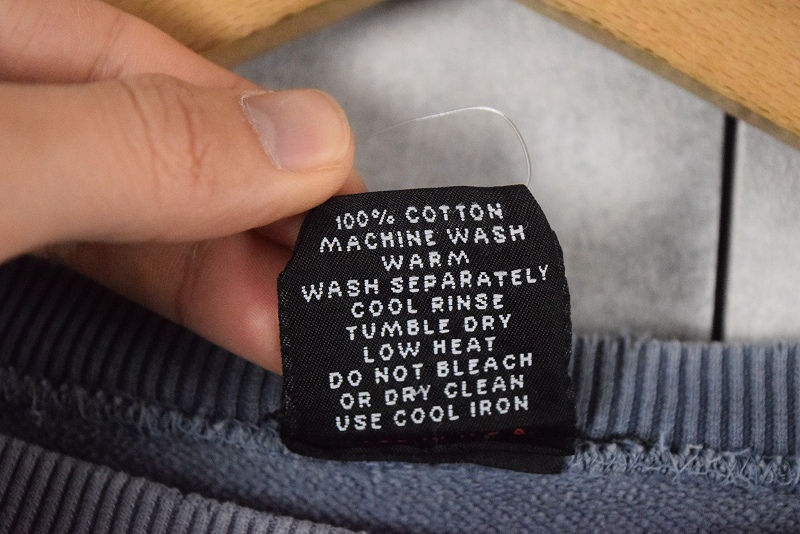 100% COTTON
MACHINE WASH
WARM
WASH SEPARATELY
COOL RINSE
TUMBLE DRY
LOW HEAT
DO NOT BLEACH
OR DRY CLEAN
USE COOL IRON